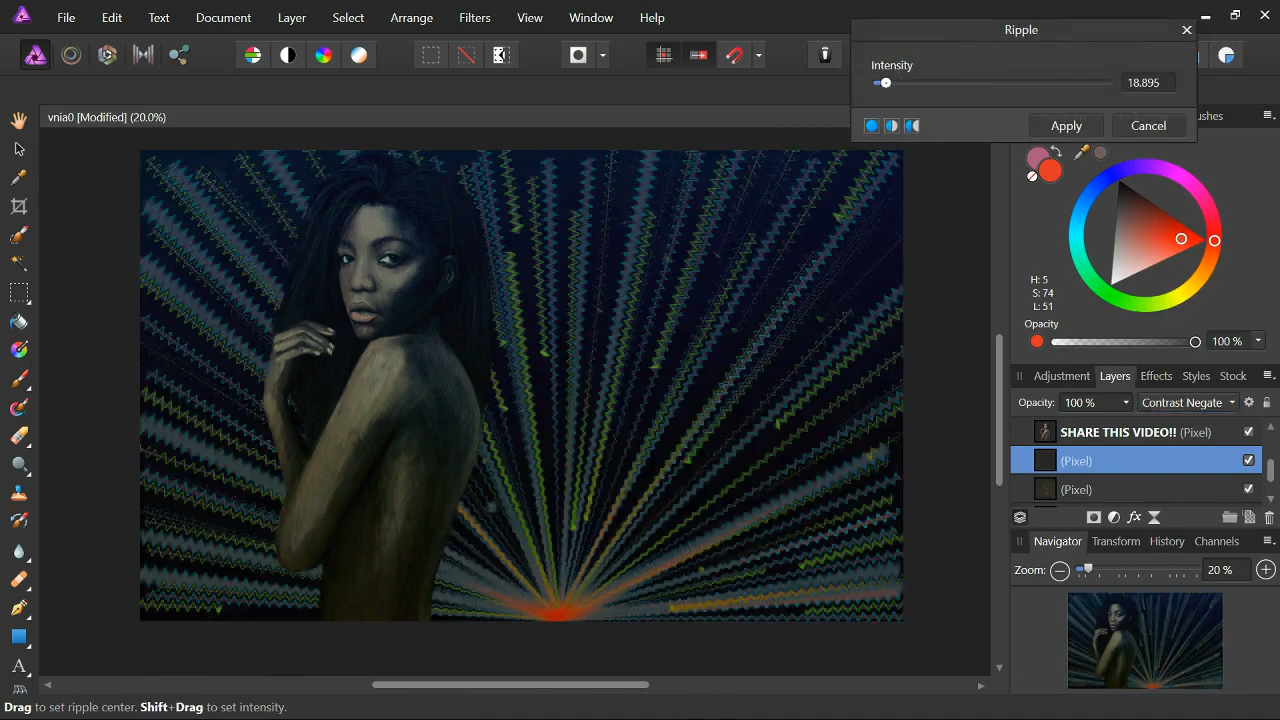 File Edit Text Document Layer Select Arrange Filters View Window Help
Ripple
Intensity
18.895
Apply Cancel
vnia0 [Modified] (20.0%)
ushes
H: 5
S: 74
L: 51
Opacity
100 %
Adjustment Layers Effects Styles Stock
Opacity: 100 % Contrast Negate
SHARE THIS VIDEO!! (Pixel)
(Pixel)
(Pixel)
Navigator Transform History Channels
Zoom: 20 %
Drag to set ripple center. Shift+Drag to set intensity.